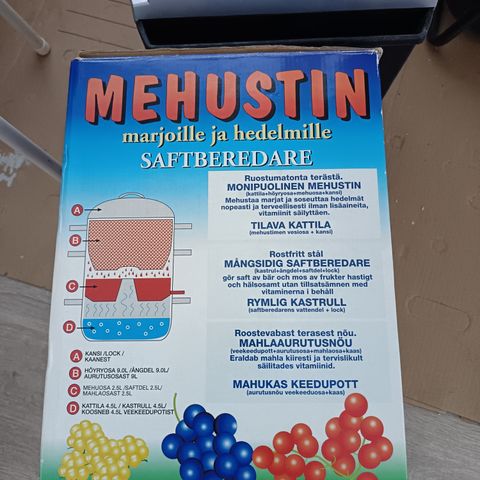 MEHUSTIN
marjoille ja hedelmille
SAFTBEREDARE
A
B
C
D
A KANSI /LOCK /
KAANEST
B HÖYRYOSA 9.0L /ÅNGDEL 9.0L/
AURUTUSOSAST 9L
C MEHUOSA 2.5L /SAFTDEL 2.5L/
MAHLAOSAST 2.5L
D KATTILA 4.5L / KASTRULL 4.5L/
KOOSNEB 4.5L VEEKEEDUPOTIST
Ruostumatonta terästä.
MONIPUOLINEN MEHUSTIN
(kattila+höyryosa+mehuosa+kansi)
Mehustaa marjat ja soseuttaa hedelmät
nopeasti ja terveellisesti ilman lisäaineita,
vitamiinit säilyttäen.
TILAVA KATTILA
(mehustimen vesiosa + kansi)
Rostfritt stål
MÅNGSIDIG SAFTBEREDARE
(kastrul+ångdel+saftdel+lock)
gör saft av bär och mos av frukter hastigt
och hälsosamt utan tillsatsämnen med
vitaminerna i behåll
RYMLIG KASTRULL
(saftberedarens vattendel + lock)
Roostevabast terasest nõu.
MAHLAAURUTUSNÕU
(veekeedupott+aurutusosa+mahlaosa+kaas)
Eraldab mahla kiiresti ja tervislikult
säilitades vitamiinid.
MAHUKAS KEEDUPOTT
(aurutusnõu veekeeduosa+kaas)